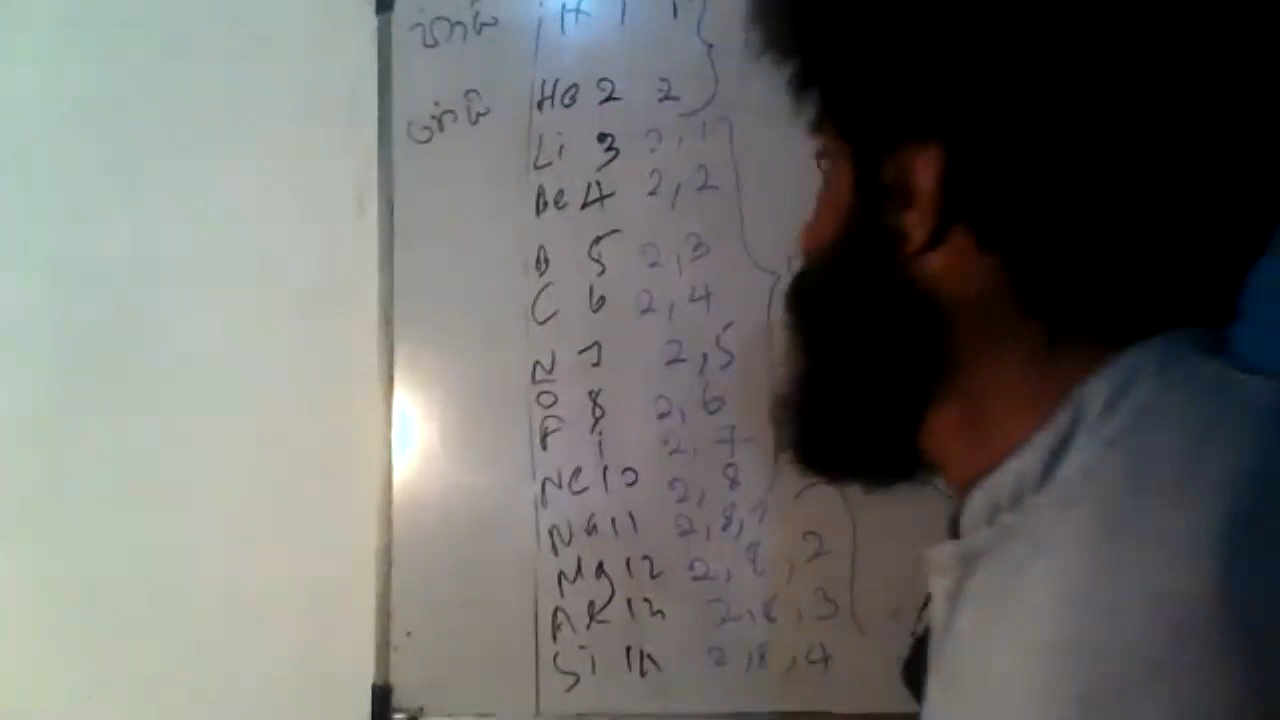 H 1 1
He 2 2
Li 3 2,1
Be 4 2,2
B 5 2,3
C 6 2,4
N 7 2,5
O 8 2,6
F 2,7
Ne 10 2,8
Na 11 2,8,1
Mg 12 2,8,2
Al 13 2,8,3
Si 14 2,8,4